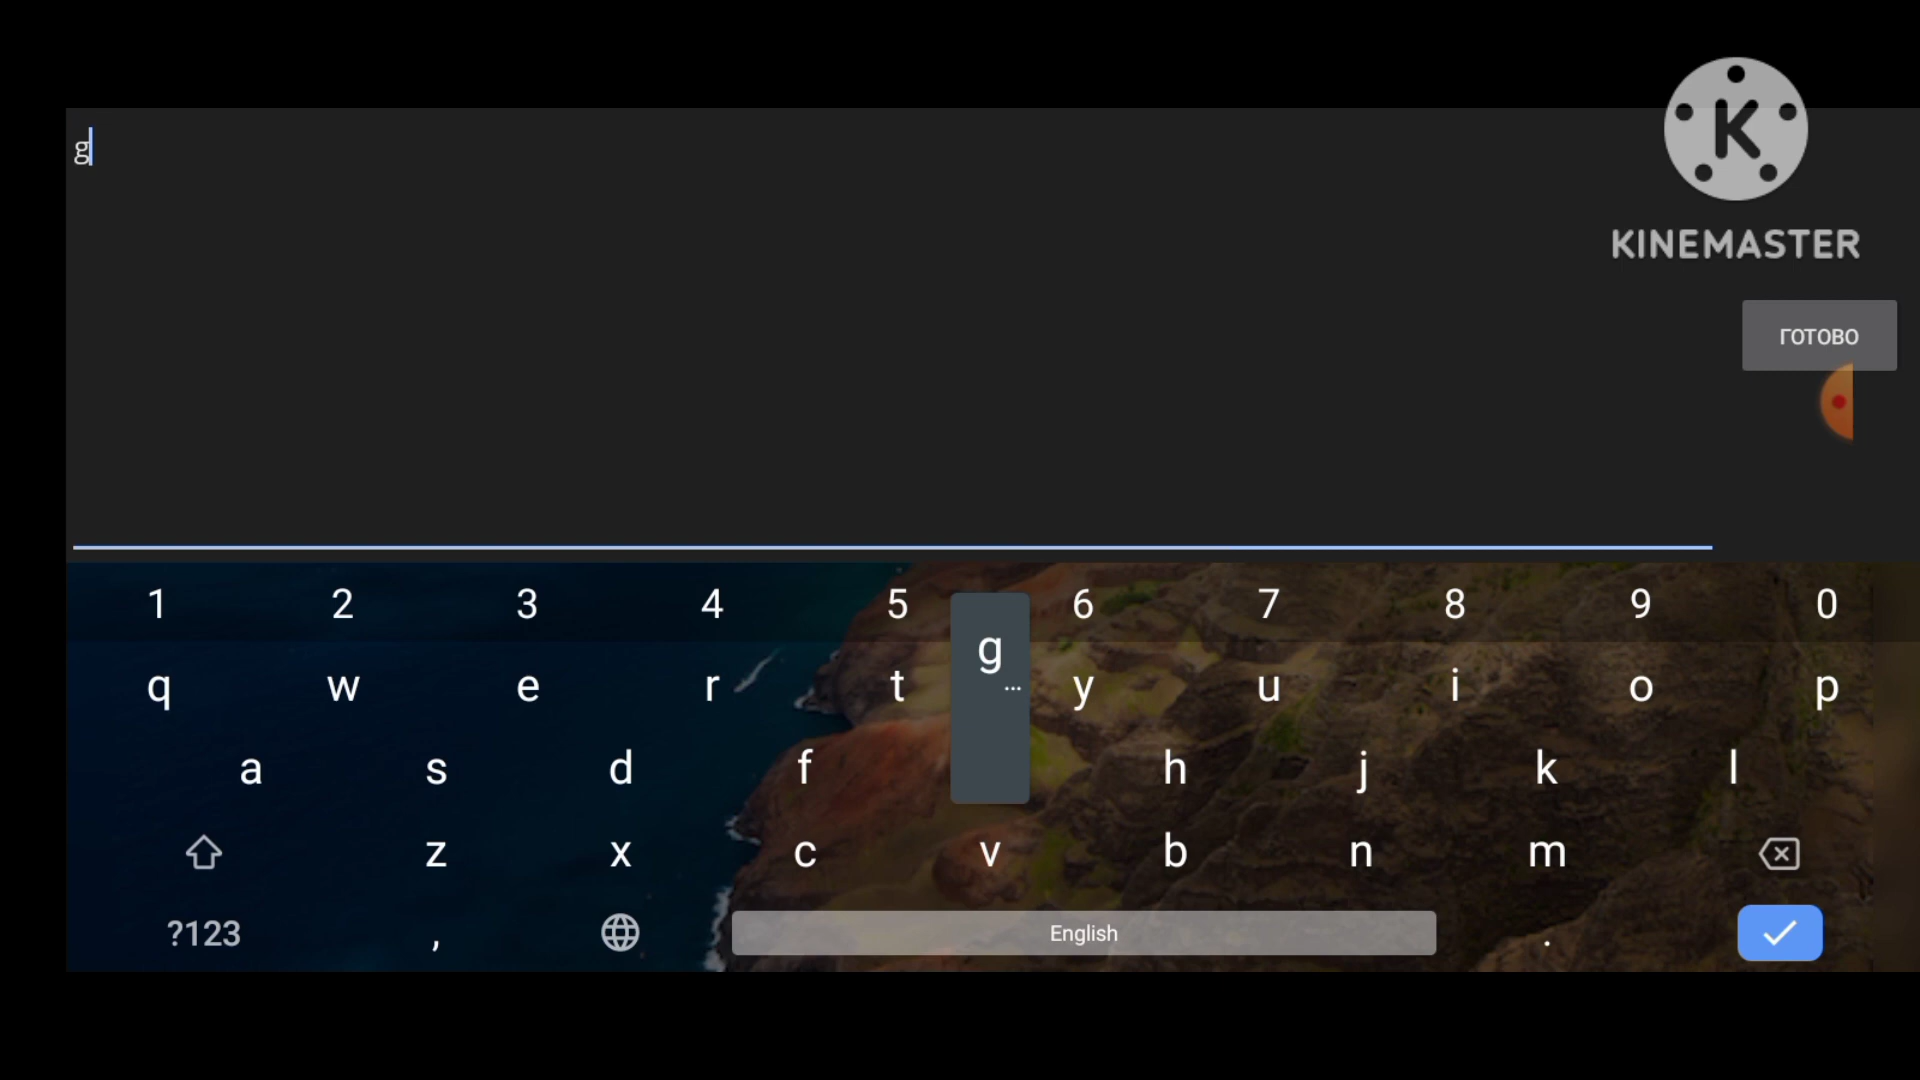 g
K
KINEMASTER
ГОТОВО
1 2 3 4 5 6 7 8 9 0
g
...
q w e r t y u i o p
a s d f h j k l
z x c v b n m
?123 , English .